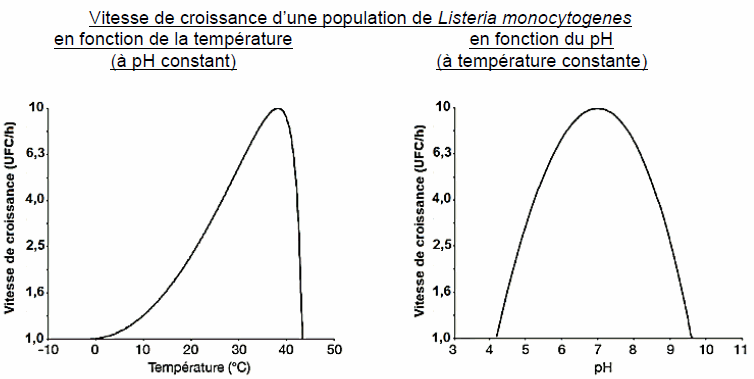 Vitesse de croissance d'une population de Listeria monocytogenes
en fonction de la température
(à pH constant)
en fonction du pH
(à température constante)
Vitesse de croissance (UFC/h)
10
6,3
4,0
2,5
1,6
1,0
–10 0 10 20 30 40 50
Température (°C)
Vitesse de croissance (UFC/h)
10
6,3
4,0
2,5
1,6
1,0
3 4 5 6 7 8 9 10 11
pH